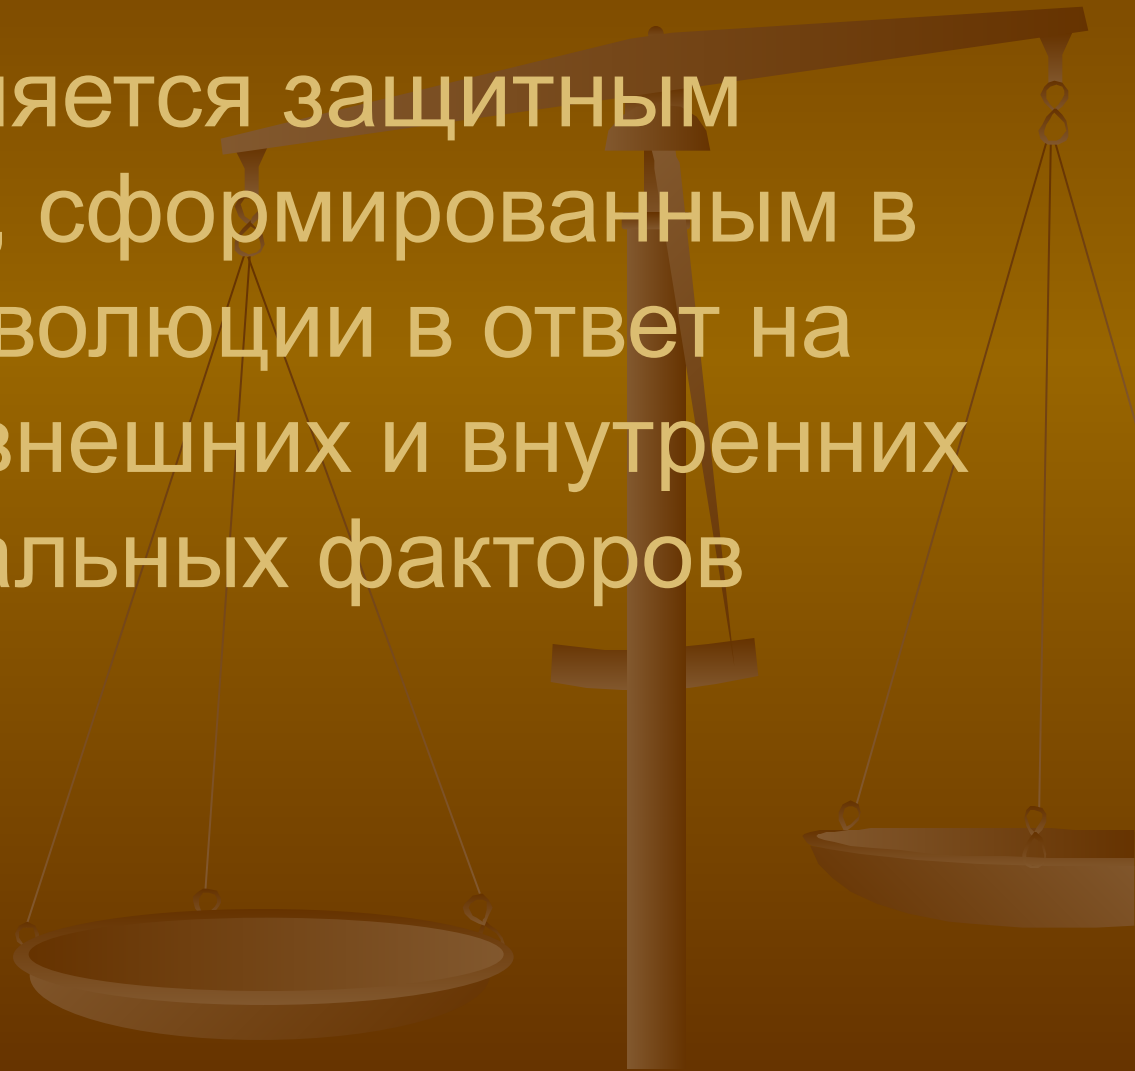 яется защитным
, сформированным в
волюции в ответ на
внешних и внутренних
альных факторов